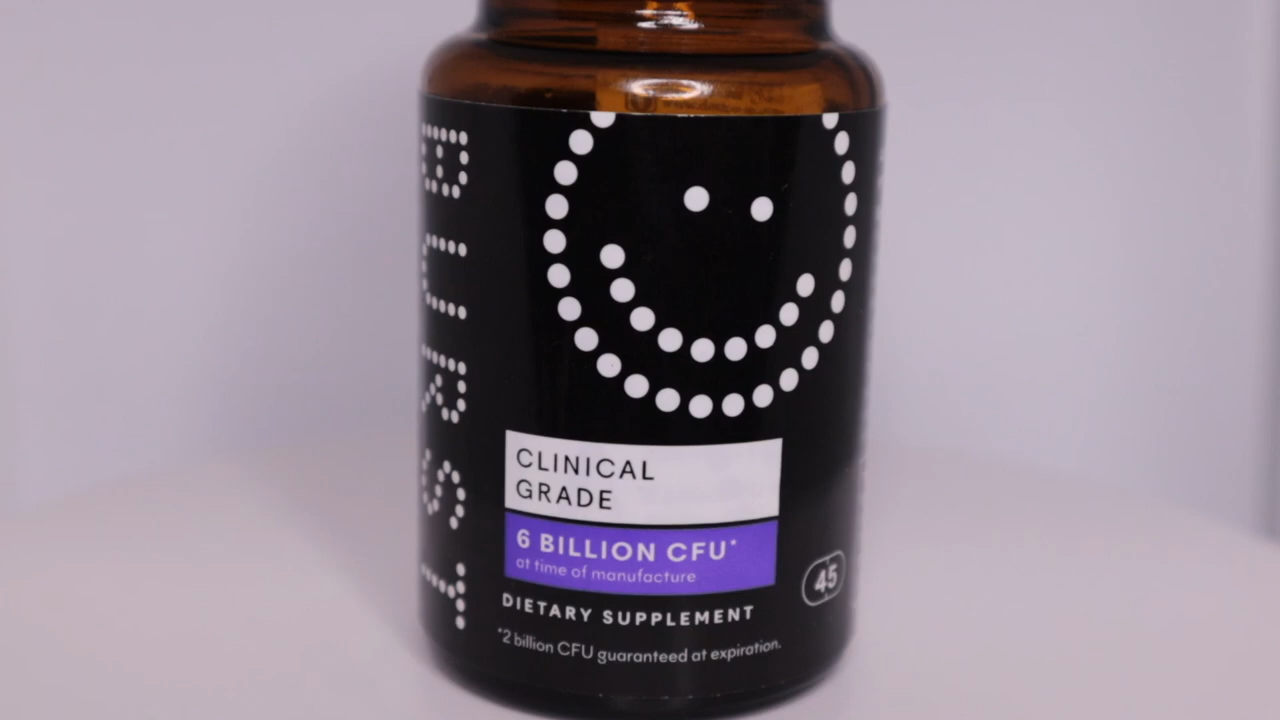 CLINICAL
GRADE
6 BILLION CFU*
at time of manufacture
DIETARY SUPPLEMENT
*2 billion CFU guaranteed at expiration.
45